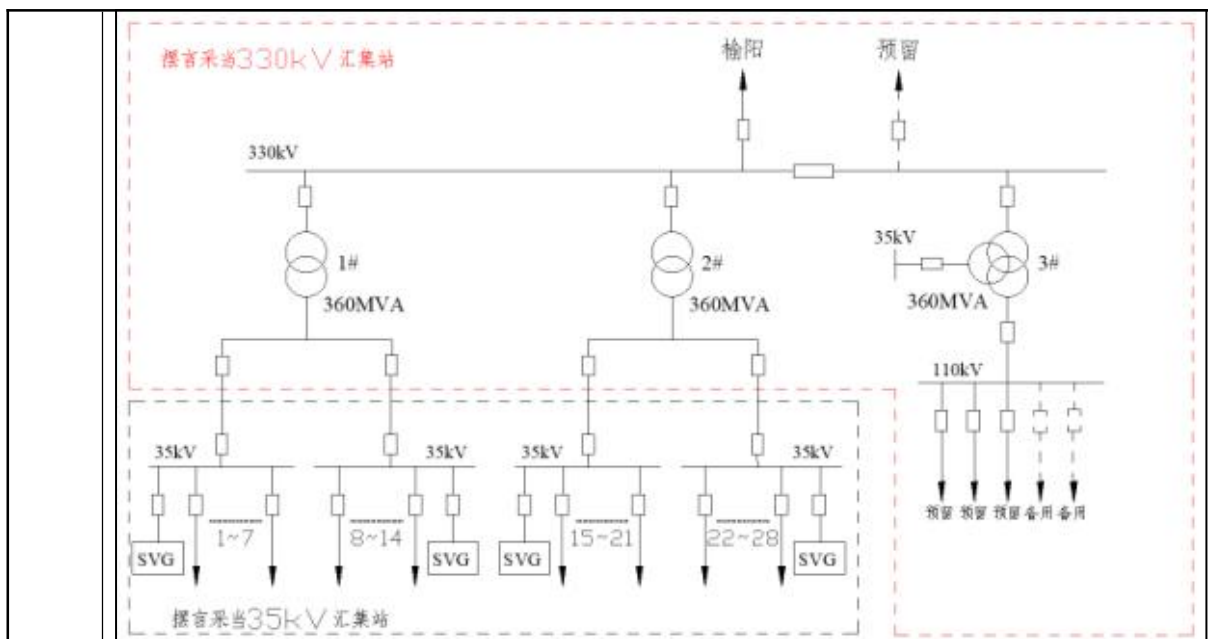 榆阳 预留
摆言采当330kV汇集站
330kV
35kV
1# 2# 3#
360MVA 360MVA 360MVA
110kV
35kV 35kV 35kV 35kV
预留 预留 预留 备用 备用
1~7 8~14 15~21 22~28
SVG SVG SVG SVG
摆言采当35kV汇集站